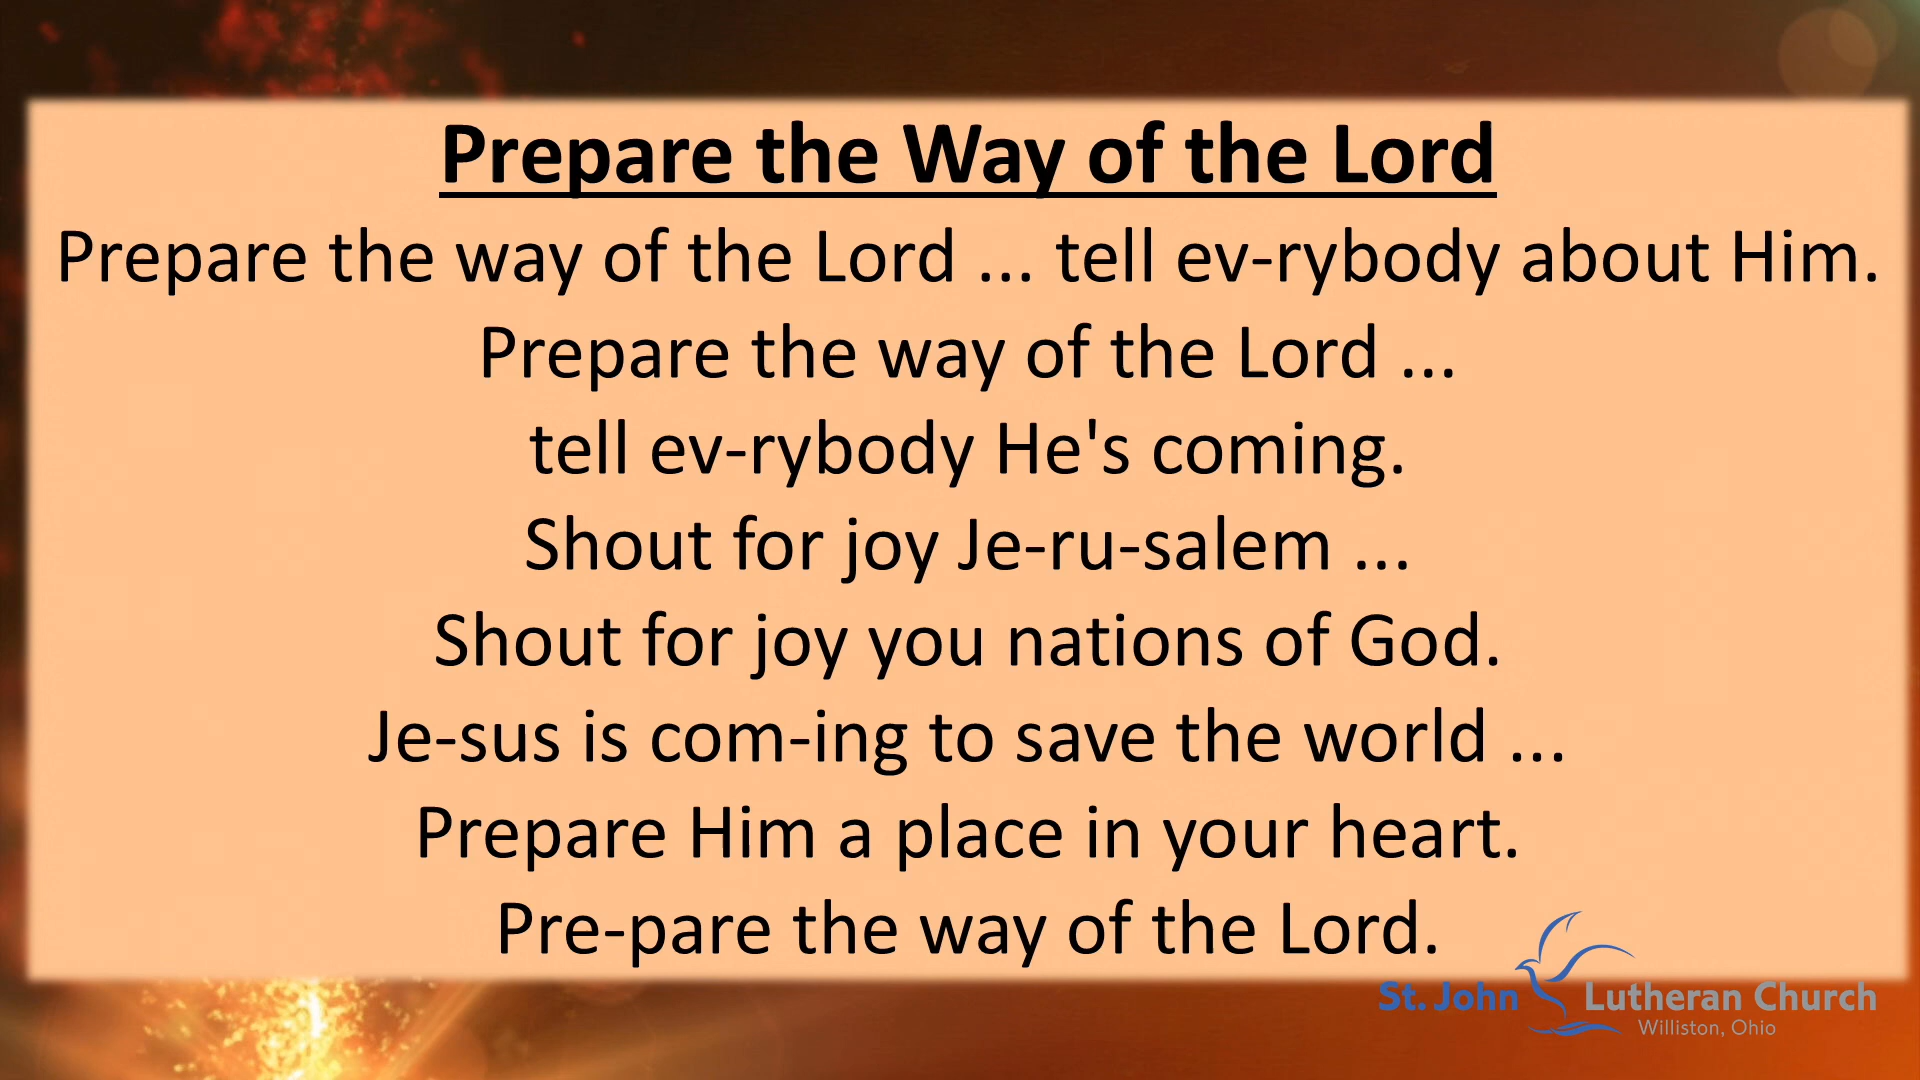 Prepare the Way of the Lord
Prepare the way of the Lord ... tell ev-rybody about Him.
Prepare the way of the Lord ...
tell ev-rybody He's coming.
Shout for joy Je-ru-salem ...
Shout for joy you nations of God.
Je-sus is com-ing to save the world ...
Prepare Him a place in your heart.
Pre-pare the way of the Lord.
St. John Lutheran Church
Williston, Ohio